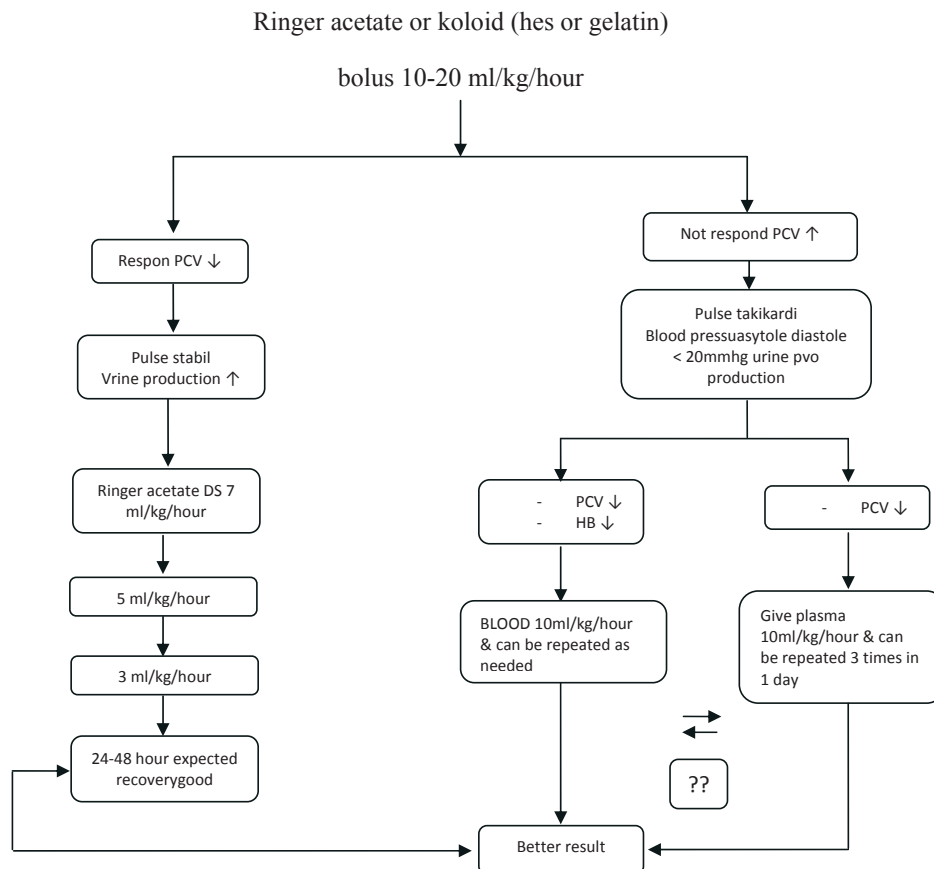 Ringer acetate or koloid (hes or gelatin)
bolus 10-20 ml/kg/hour
Respon PCV ↓
Pulse stabil
Vrine production ↑
Ringer acetate DS 7
ml/kg/hour
5 ml/kg/hour
3 ml/kg/hour
24-48 hour expected
recoverygood
Not respond PCV ↑
Pulse takikardi
Blood pressuasytole diastole
< 20mmhg urine pvo
production
- PCV ↓
- HB ↓
BLOOD 10ml/kg/hour
& can be repeated as
needed
- PCV ↓
Give plasma
10ml/kg/hour & can
be repeated 3 times in
1 day
??
Better result